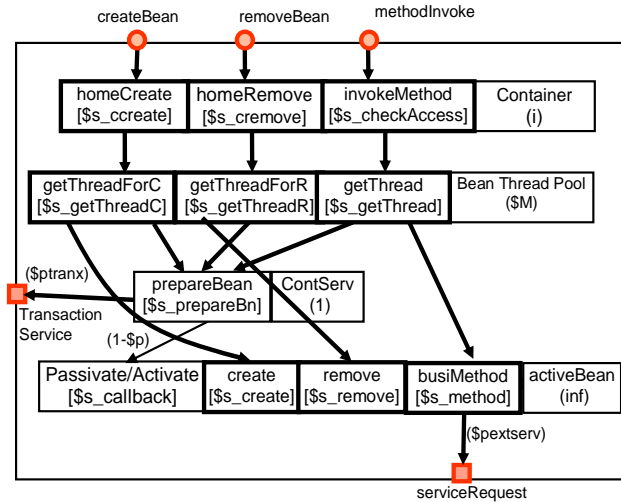 createBean removeBean methodInvoke
homeCreate homeRemove invokeMethod Container
[$s_ccreate] [$s_cremove] [$s_checkAccess] (i)
getThreadForC getThreadForR getThread Bean Thread Pool
[$s_getThreadC] [$s_getThreadR] [$s_getThread] ($M)
($ptranx) prepareBean ContServ
[$s_prepareBn] (1)
Transaction
Service
(1-$p)
Passivate/Activate create remove busiMethod activeBean
[$s_callback] [$s_create] [$s_remove] [$s_method] (inf)
($pextserv)
serviceRequest